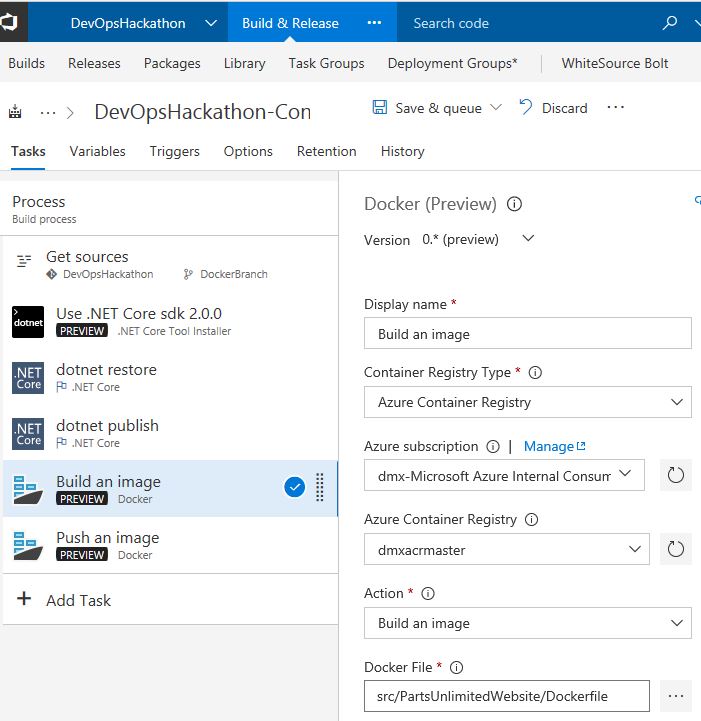 DevOpsHackathon Build & Release ··· Search code
Builds Releases Packages Library Task Groups Deployment Groups* WhiteSource Bolt
··· DevOpsHackathon-Con Save & queue Discard ···
Tasks Variables Triggers Options Retention History
Process
Build process
Get sources
DevOpsHackathon DockerBranch
dotnet
Use .NET Core sdk 2.0.0
PREVIEW .NET Core Tool Installer
.NET Core
dotnet restore
.NET Core
.NET Core
dotnet publish
.NET Core
Build an image
PREVIEW Docker
Push an image
PREVIEW Docker
+ Add Task
Docker (Preview)
Version 0.* (preview)
Display name *
Build an image
Container Registry Type *
Azure Container Registry
Azure subscription | Manage
dmx-Microsoft Azure Internal Consum
Azure Container Registry
dmxacrmaster
Action *
Build an image
Docker File *
src/PartsUnlimitedWebsite/Dockerfile
···